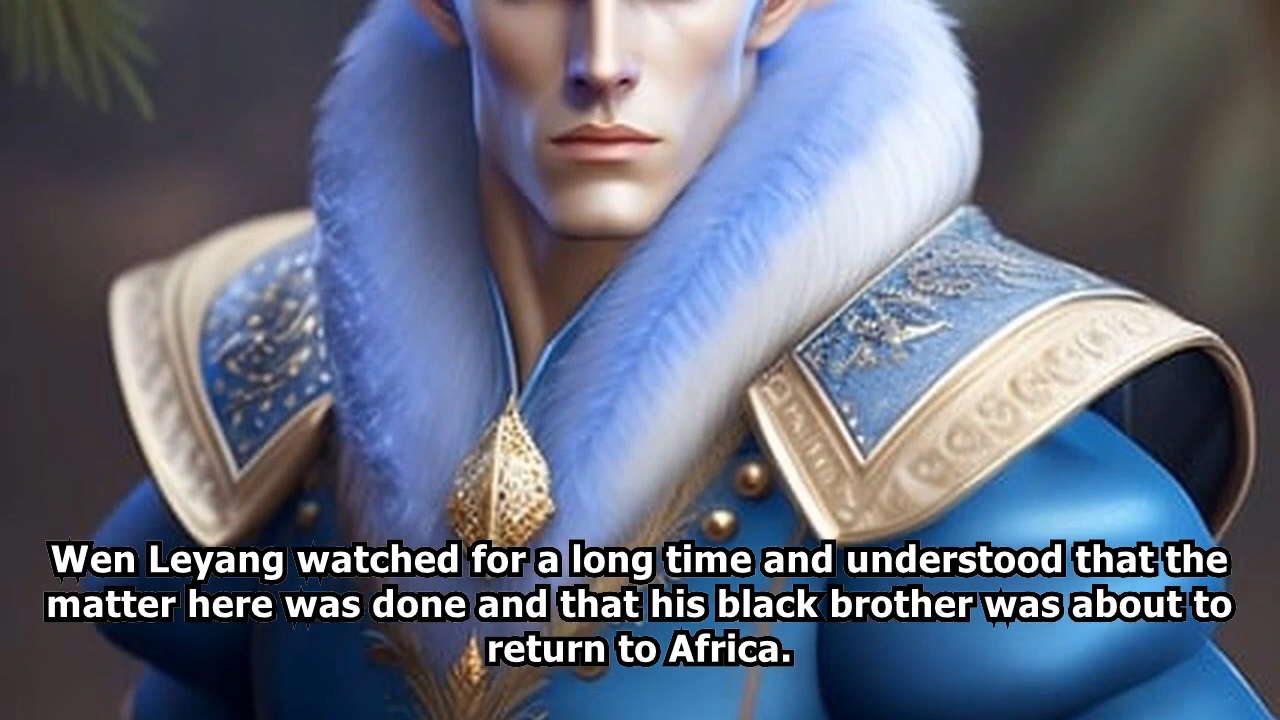 Wen Leyang watched for a long time and understood that the
matter here was done and that his black brother was about to
return to Africa.